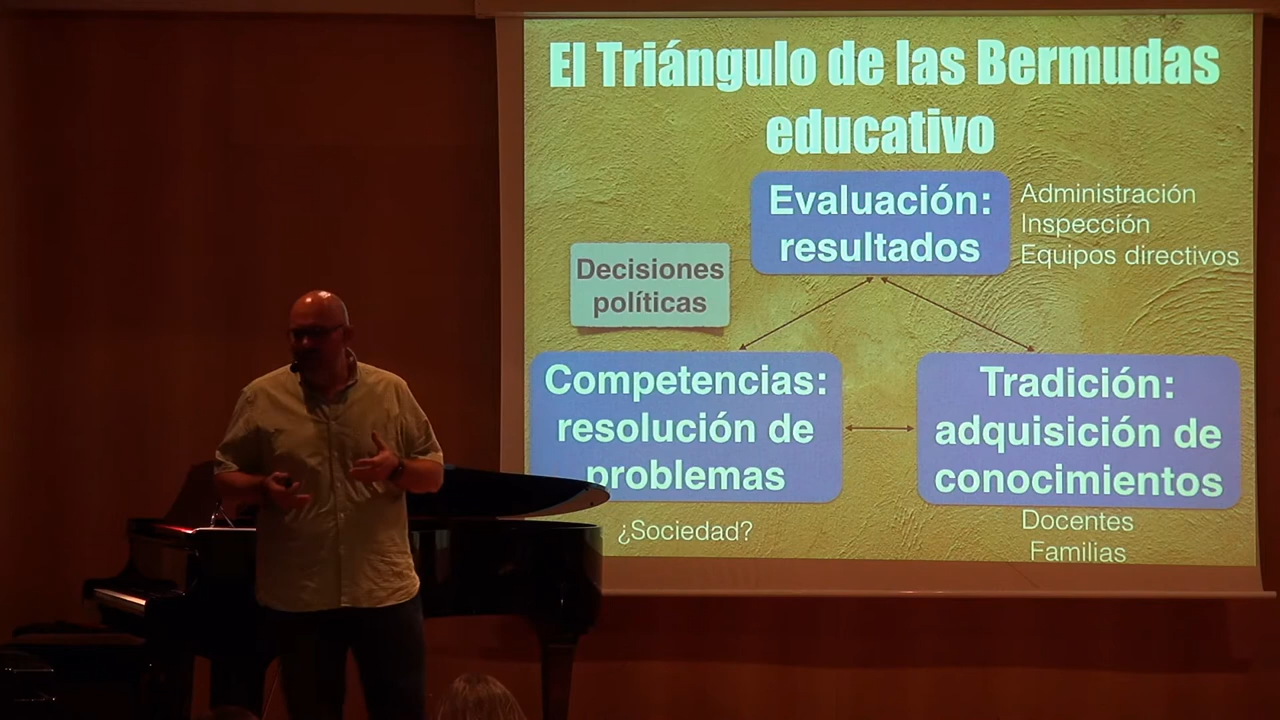 El Triángulo de las Bermudas
educativo
Evaluación:
resultados
Administración
Inspección
Equipos directivos
Decisiones
políticas
Competencias:
resolución de
problemas
Tradición:
adquisición de
conocimientos
¿Sociedad?
Docentes
Familias